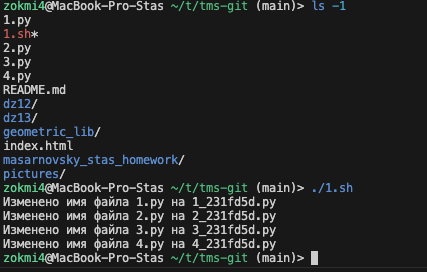 zokmi4@MacBook-Pro-Stas ~/t/tms-git (main)> ls -1
1.py
1.sh*
2.py
3.py
4.py
README.md
dz12/
dz13/
geometric_lib/
index.html
masarnovsky_stas_homework/
pictures/
zokmi4@MacBook-Pro-Stas ~/t/tms-git (main)> ./1.sh
Изменено имя файла 1.py на 1_231fd5d.py
Изменено имя файла 2.py на 2_231fd5d.py
Изменено имя файла 3.py на 3_231fd5d.py
Изменено имя файла 4.py на 4_231fd5d.py
zokmi4@MacBook-Pro-Stas ~/t/tms-git (main)>